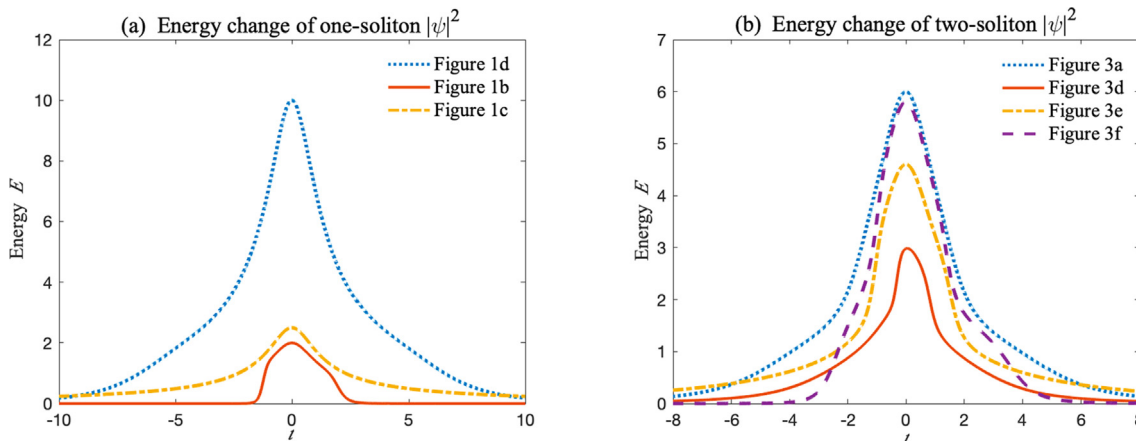 (a) Energy change of one-soliton |ψ|²
12
10
8
6
4
2
0
Energy E
-10
-5
0
5
10
t
Figure 1d
Figure 1b
Figure 1c
(b) Energy change of two-soliton |ψ|²
7
6
5
4
3
2
1
0
Energy E
-8
-6
-4
-2
0
2
4
6
8
t
Figure 3a
Figure 3d
Figure 3e
Figure 3f